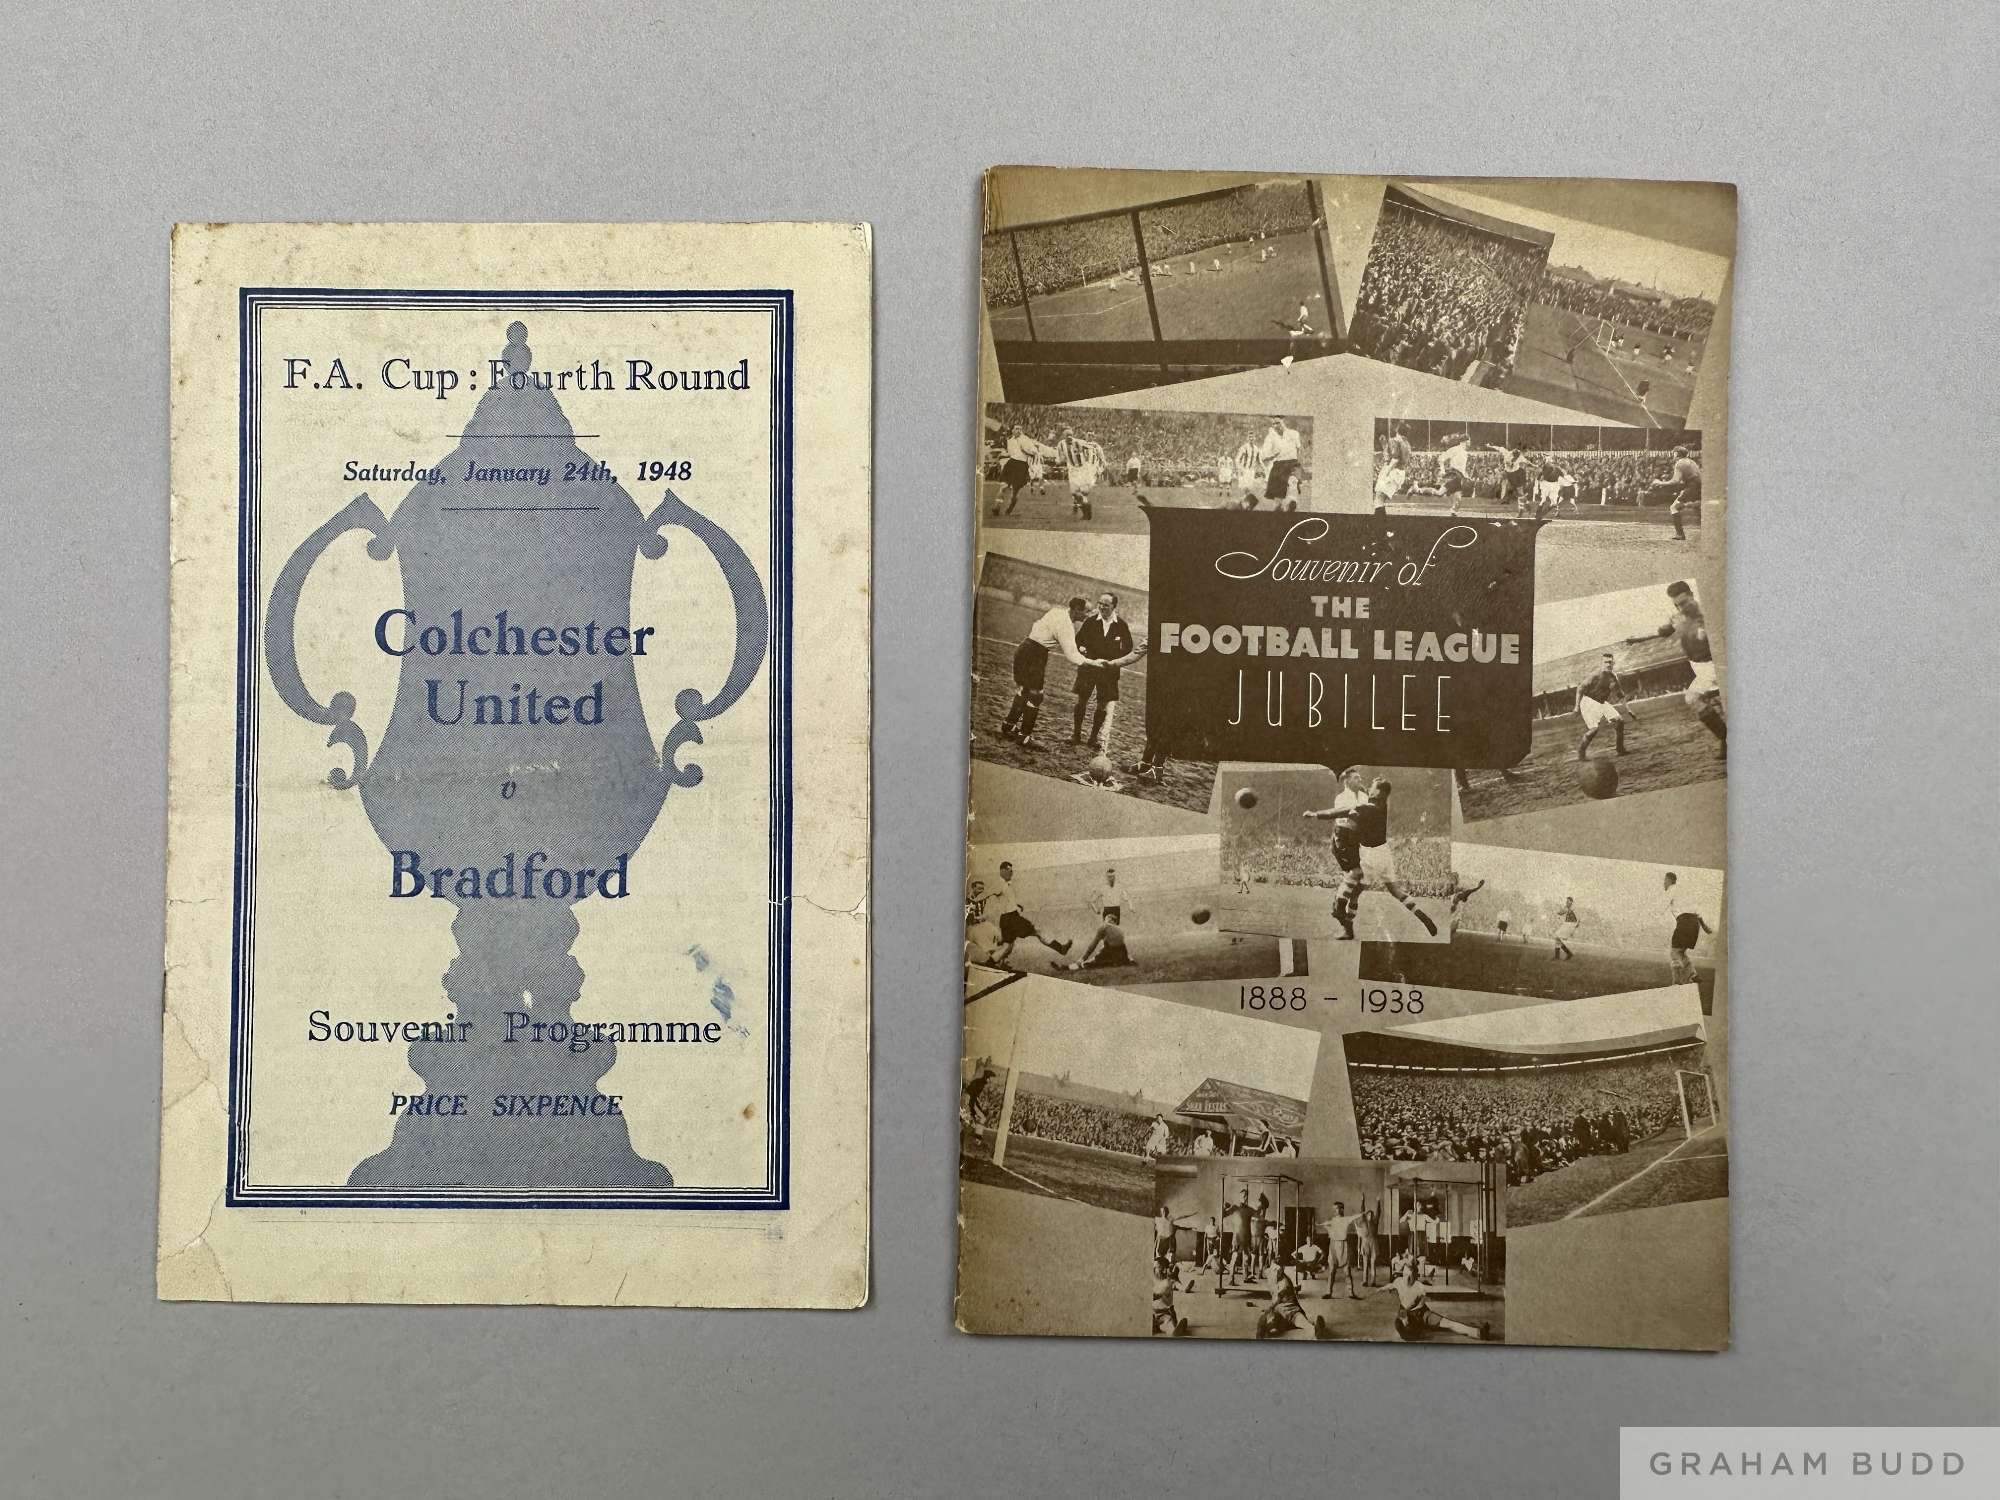 F.A. Cup : Fourth Round
Saturday, January 24th, 1948
Colchester
United
v
Bradford
Souvenir Programme
PRICE SIXPENCE
Souvenir of
THE
FOOTBALL LEAGUE
JUBILEE
1888 - 1938
GRAHAM BUDD